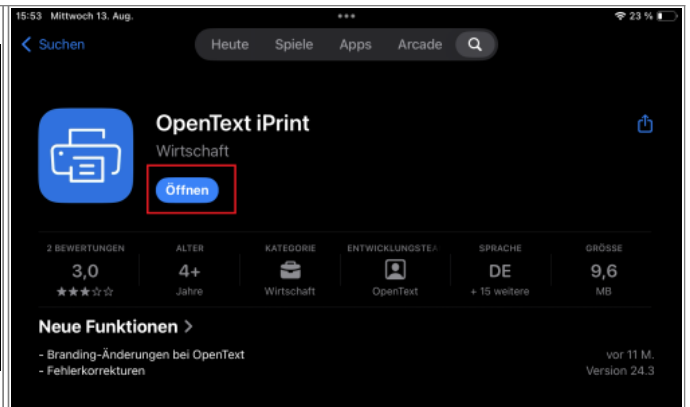 15:53 Mittwoch 13. Aug.
23 %
Suchen
Heute Spiele Apps Arcade
OpenText iPrint
Wirtschaft
Öffnen
2 BEWERTUNGEN ALTER KATEGORIE ENTWICKLUNGSTEA SPRACHE GRÖSSE
3,0 4+ DE 9,6
Jahre Wirtschaft OpenText + 15 weitere MB
Neue Funktionen >
- Branding-Änderungen bei OpenText vor 11 M.
- Fehlerkorrekturen Version 24.3